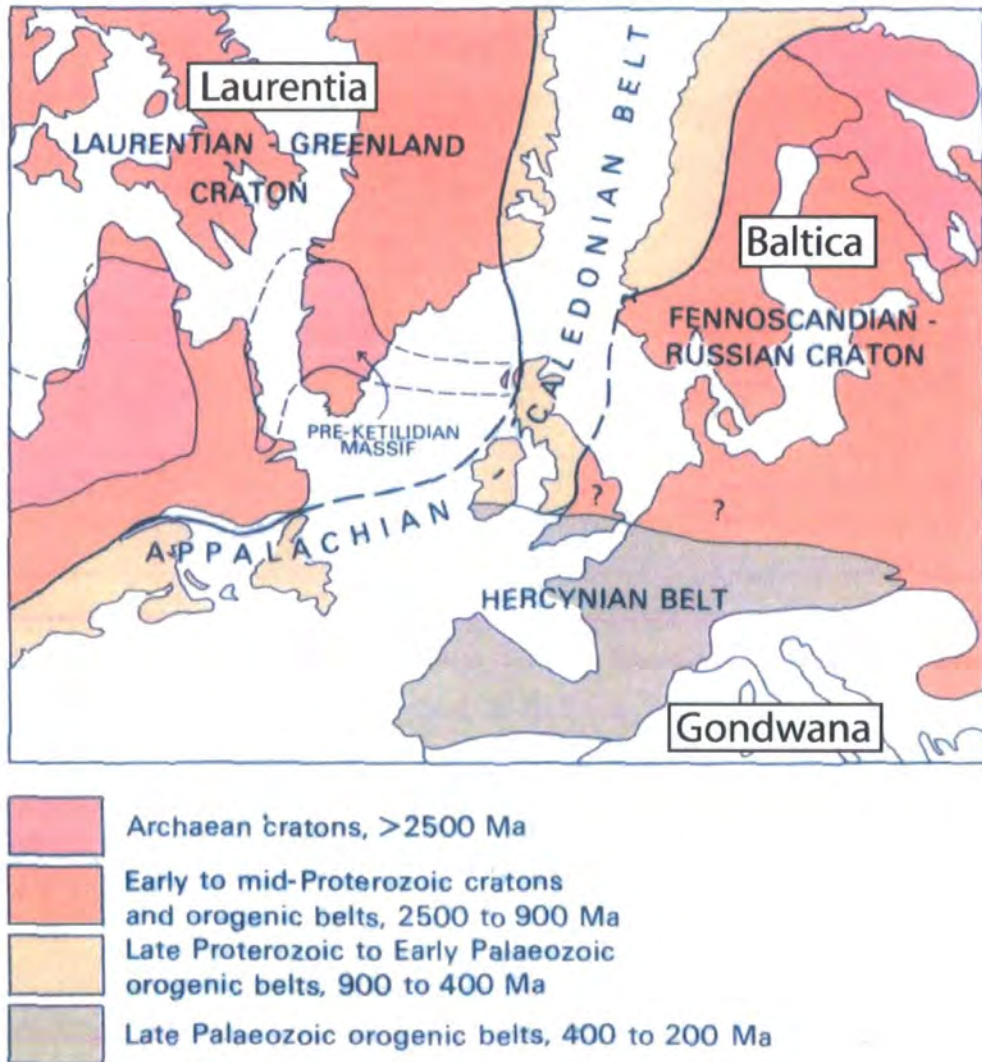 Laurentia
LAURENTIAN - GREENLAND
CRATON
CALEDONIAN BELT
Baltica
FENNOSCANDIAN -
RUSSIAN CRATON
PRE-KETILIDIAN
MASSIF
?
?
APPALACHIAN
HERCYNIAN BELT
Gondwana
Archaean cratons, >2500 Ma
Early to mid-Proterozoic cratons
and orogenic belts, 2500 to 900 Ma
Late Proterozoic to Early Palaeozoic
orogenic belts, 900 to 400 Ma
Late Palaeozoic orogenic belts, 400 to 200 Ma